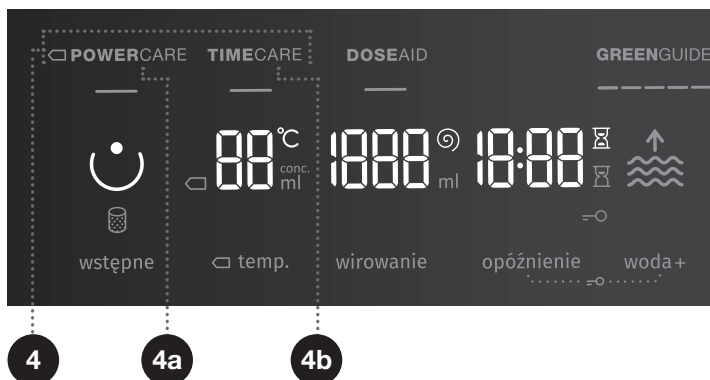 POWERCARE TIMECARE DOSEAID GREENGUIDE
88 °C 1888 18:88
conc.
ml ml
wstępne temp. wirowanie opóźnienie woda+
4 4a 4b